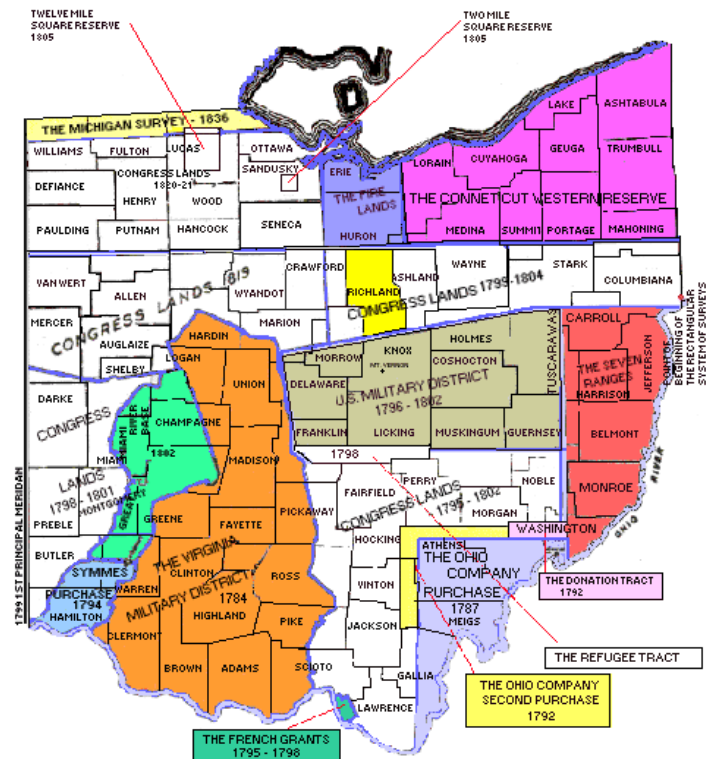 TWELVE MILE
SQUARE RESERVE
1805
TWO MILE
SQUARE RESERVE
1805
THE MICHIGAN SURVEY - 1836
WILLIAMS
FULTON
LUCAS
OTTAWA
SANDUSKY
ERIE
LORAIN
CUYAHOGA
LAKE
GEUGA
ASHTABULA
TRUMBULL
DEFIANCE
CONGRESS LANDS
1820-21
HENRY
WOOD
THE FIRE
LANDS
THE CONNETICUT WESTERN RESERVE
PAULDING
PUTNAM
HANCOCK
SENECA
HURON
MEDINA
SUMMIT
PORTAGE
MAHONING
VAN WERT
ALLEN
WYANDOT
CRAWFORD
RICHLAND
ASHLAND
WAYNE
STARK
COLUMBIANA
CONGRESS LANDS 1819
CONGRESS LANDS 1799-1804
MERCER
AUGLAIZE
MARION
SHELBY
LOGAN
HARDIN
MORROW
KNOX
MT. VERNON
HOLMES
COSHOCTON
TUSCARAWAS
CARROLL
JEFFERSON
THE SEVEN
RANGES
HARRISON
POINT OF
BEGINNING OF
THE RECTANGULAR
SYSTEM OF SURVEYS
DARKE
CONGRESS
LANDS
1798 - 1801
CHAMPAGNE
UNION
DELAWARE
U.S. MILITARY DISTRICT
1796 - 1802
FRANKLIN
LICKING
MUSKINGUM
GUERNSEY
BELMONT
MIAMI
GREAT MIAMI
RIVER
BASE
1802
MADISON
1798
MONTGOMERY
PREBLE
GREENE
FAYETTE
PICKAWAY
FAIRFIELD
PERRY
CONGRESS LANDS
1795 - 1802
NOBLE
MORGAN
MONROE
OHIO
RIVER
17991 ST PRINCIPAL MERIDAN
BUTLER
WARREN
CLINTON
THE VIRGINIA
MILITARY DISTRICT
1784
ROSS
HOCKING
ATHENS
WASHINGTON
SYMMES
PURCHASE
1794
HAMILTON
HIGHLAND
PIKE
VINTON
THE OHIO
COMPANY
PURCHASE
1787
MEIGS
THE DONATION TRACT
1792
CLERMONT
BROWN
ADAMS
SCIOTO
JACKSON
GALLIA
LAWRENCE
THE REFUGEE TRACT
THE OHIO COMPANY
SECOND PURCHASE
1792
THE FRENCH GRANTS
1795 - 1798